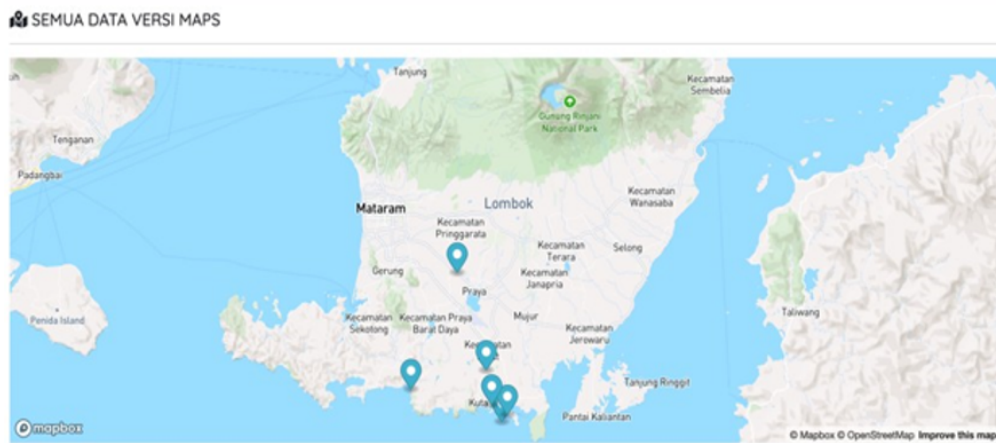 SEMUA DATA VERSI MAPS
Tanjung
Kecamatan
Sembelia
Gunung Rinjani
National Park
Tenganan
Padangbai
Kecamatan
Wanasaba
Mataram
Lombok
Kecamatan
Pringgarata
Kecamatan
Terara
Selong
Gerung
Kecamatan
Janapria
Praya
Penida Island
Taliwang
Kecamatan
Sekotong
Kecamatan Praya
Barat Daya
Mujur
Kecamatan
Jerowaru
Tanjung Ringgit
Pantai Kaliantan
mapbox
© Mapbox © OpenStreetMap Improve this map